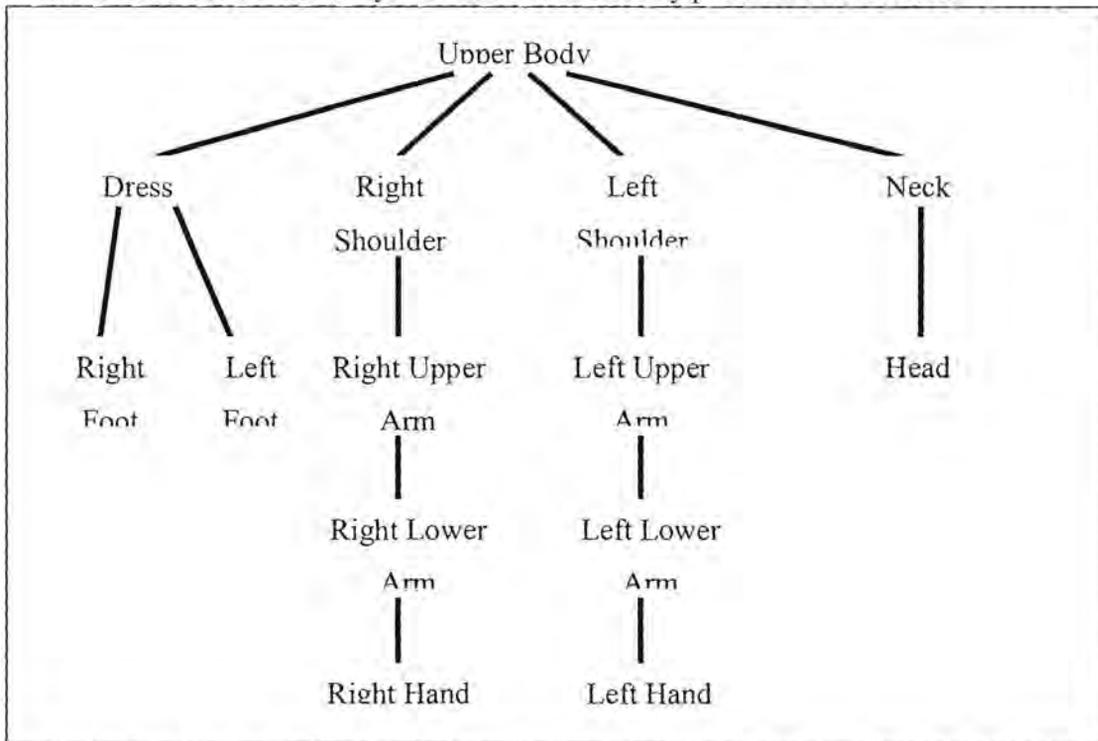 Upper Body
Dress Right Left Neck
Shoulder Shoulder
Right Left Right Upper Left Upper Head
Foot Foot Arm Arm
Right Lower Left Lower
Arm Arm
Right Hand Left Hand